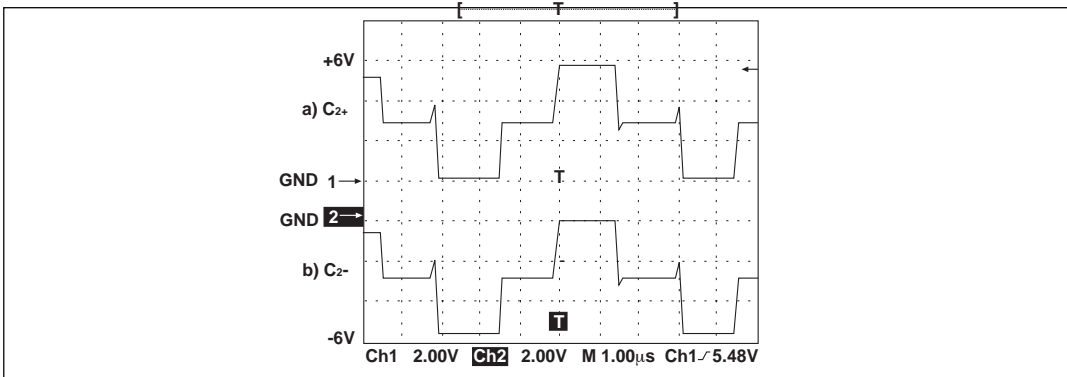 [ T ]
+6V
a) C2+
GND 1→
T
GND 2→
b) C2-
T
-6V
Ch1 2.00V Ch2 2.00V M 1.00µs Ch1 5.48V